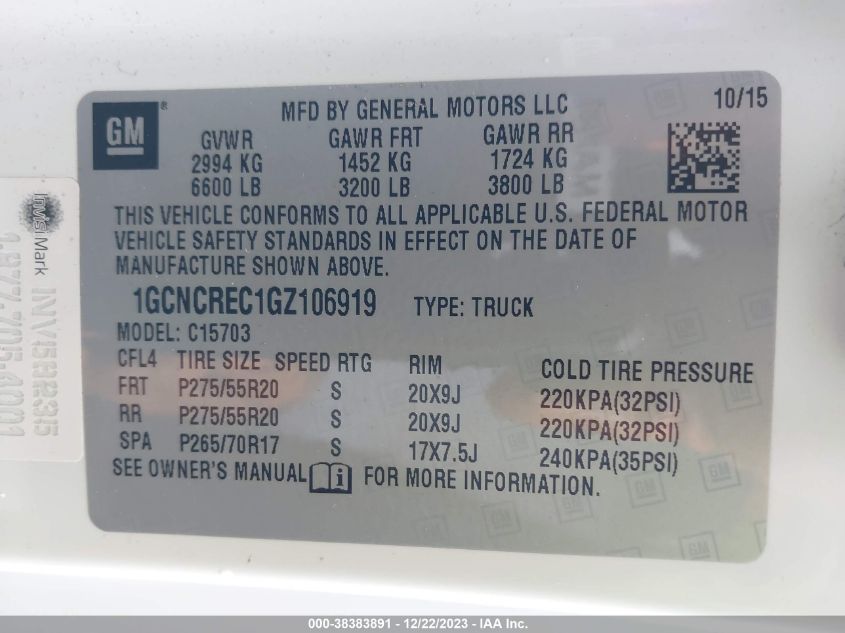 GM ®
MFD BY GENERAL MOTORS LLC
10/15
GVWR GAWR FRT GAWR RR
2994 KG 1452 KG 1724 KG
6600 LB 3200 LB 3800 LB
THIS VEHICLE CONFORMS TO ALL APPLICABLE U.S. FEDERAL MOTOR
VEHICLE SAFETY STANDARDS IN EFFECT ON THE DATE OF
MANUFACTURE SHOWN ABOVE.
1GCNCREC1GZ106919 TYPE: TRUCK
MODEL: C15703
CFL4 TIRE SIZE SPEED RTG RIM COLD TIRE PRESSURE
FRT P275/55R20 S 20X9J 220KPA(32PSI)
RR P275/55R20 S 20X9J 220KPA(32PSI)
SPA P265/70R17 S 17X7.5J 240KPA(35PSI)
SEE OWNER'S MANUAL i FOR MORE INFORMATION.
InvisiMark
000-38383891 - 12/22/2023 - IAA Inc.